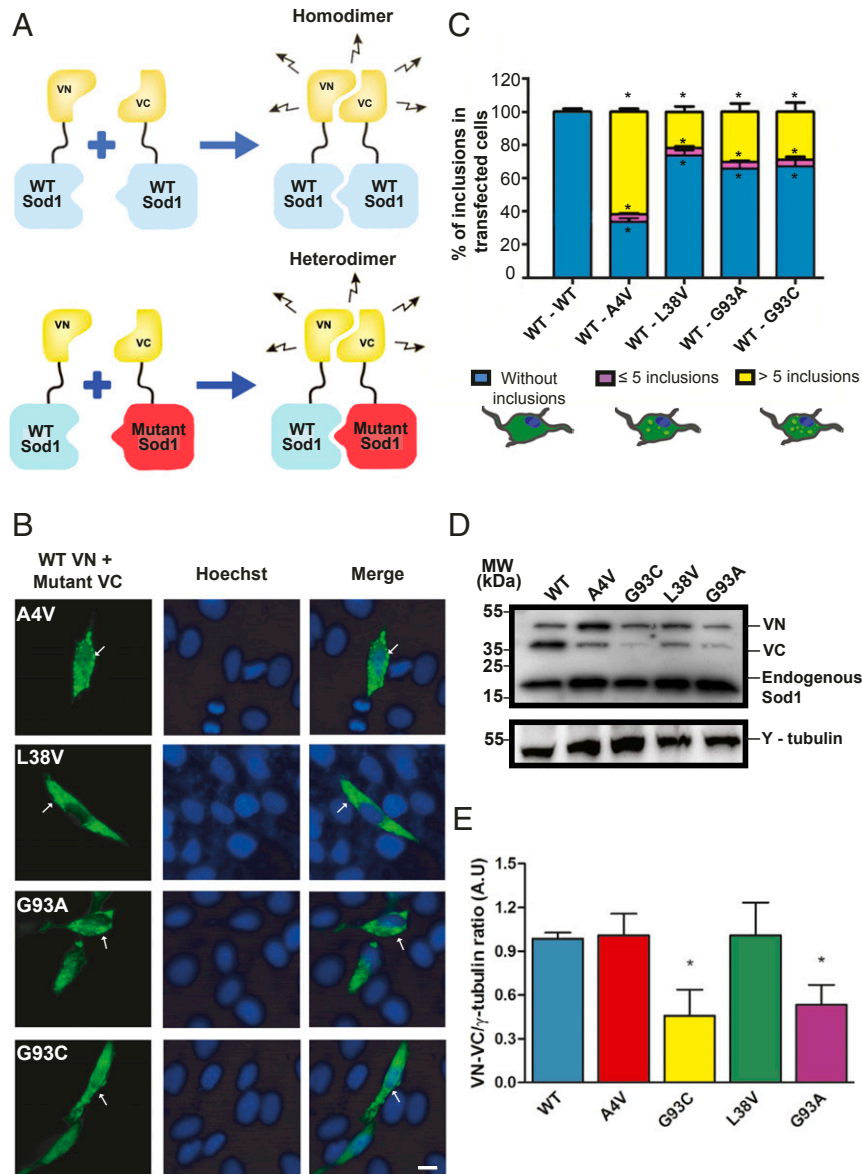 A
Homodimer
VN
VC
VN
VC
WT
Sod1
WT
Sod1
WT
Sod1
WT
Sod1
Heterodimer
VN
VC
VN
VC
WT
Sod1
Mutant
Sod1
WT
Sod1
Mutant
Sod1
B
WT VN +
Mutant VC
Hoechst
Merge
A4V
L38V
G93A
G93C
C
% of inclusions in
transfected cells
120
100
80
60
40
20
0
* * * *
* * * *
* * * *
WT - WT
WT - A4V
WT - L38V
WT - G93A
WT - G93C
Without
inclusions
≤ 5 inclusions
> 5 inclusions
D
MW
(kDa)
WT
A4V
G93C
L38V
G93A
55
35
25
15
VN
VC
Endogenous
Sod1
55
Y - tubulin
E
VN-VC/γ-tubulin ratio (A.U)
1.5
1.2
0.9
0.6
0.3
0.0
* *
WT
A4V
G93C
L38V
G93A